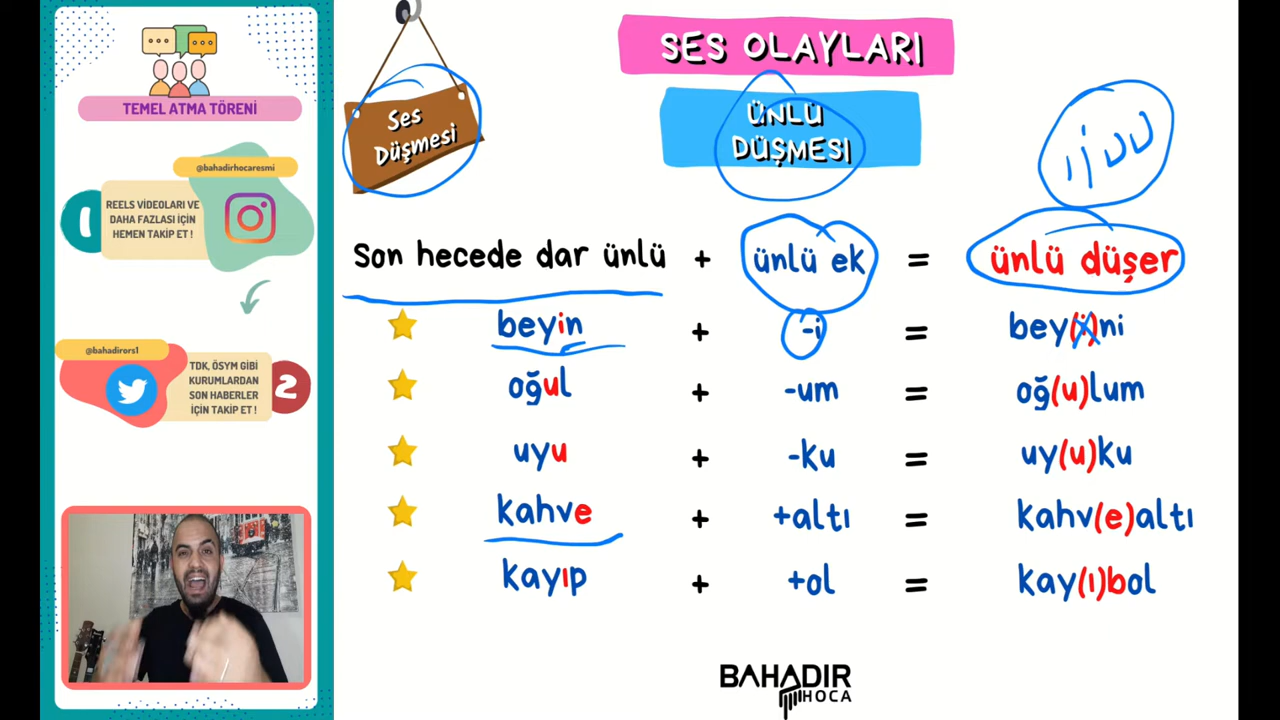 TEMEL ATMA TÖRENİ
@bahadirhocaresmi
1
REELS VİDEOLARI VE
DAHA FAZLASI İÇİN
HEMEN TAKİP ET !
@bahadirors1
TDK, ÖSYM GİBİ
KURUMLARDAN
SON HABERLER
İÇİN TAKİP ET !
2
SES OLAYLARI
Ses
Düşmesi
ÜNLÜ
DÜŞMESİ
ı i u ü
Son hecede dar ünlü + ünlü ek = ünlü düşer
beyin + -i = bey(i)ni
oğul + -um = oğ(u)lum
uyu + -ku = uy(u)ku
kahve + +altı = kahv(e)altı
kayıp + +ol = kay(ı)bol
BAHADIR
HOCA